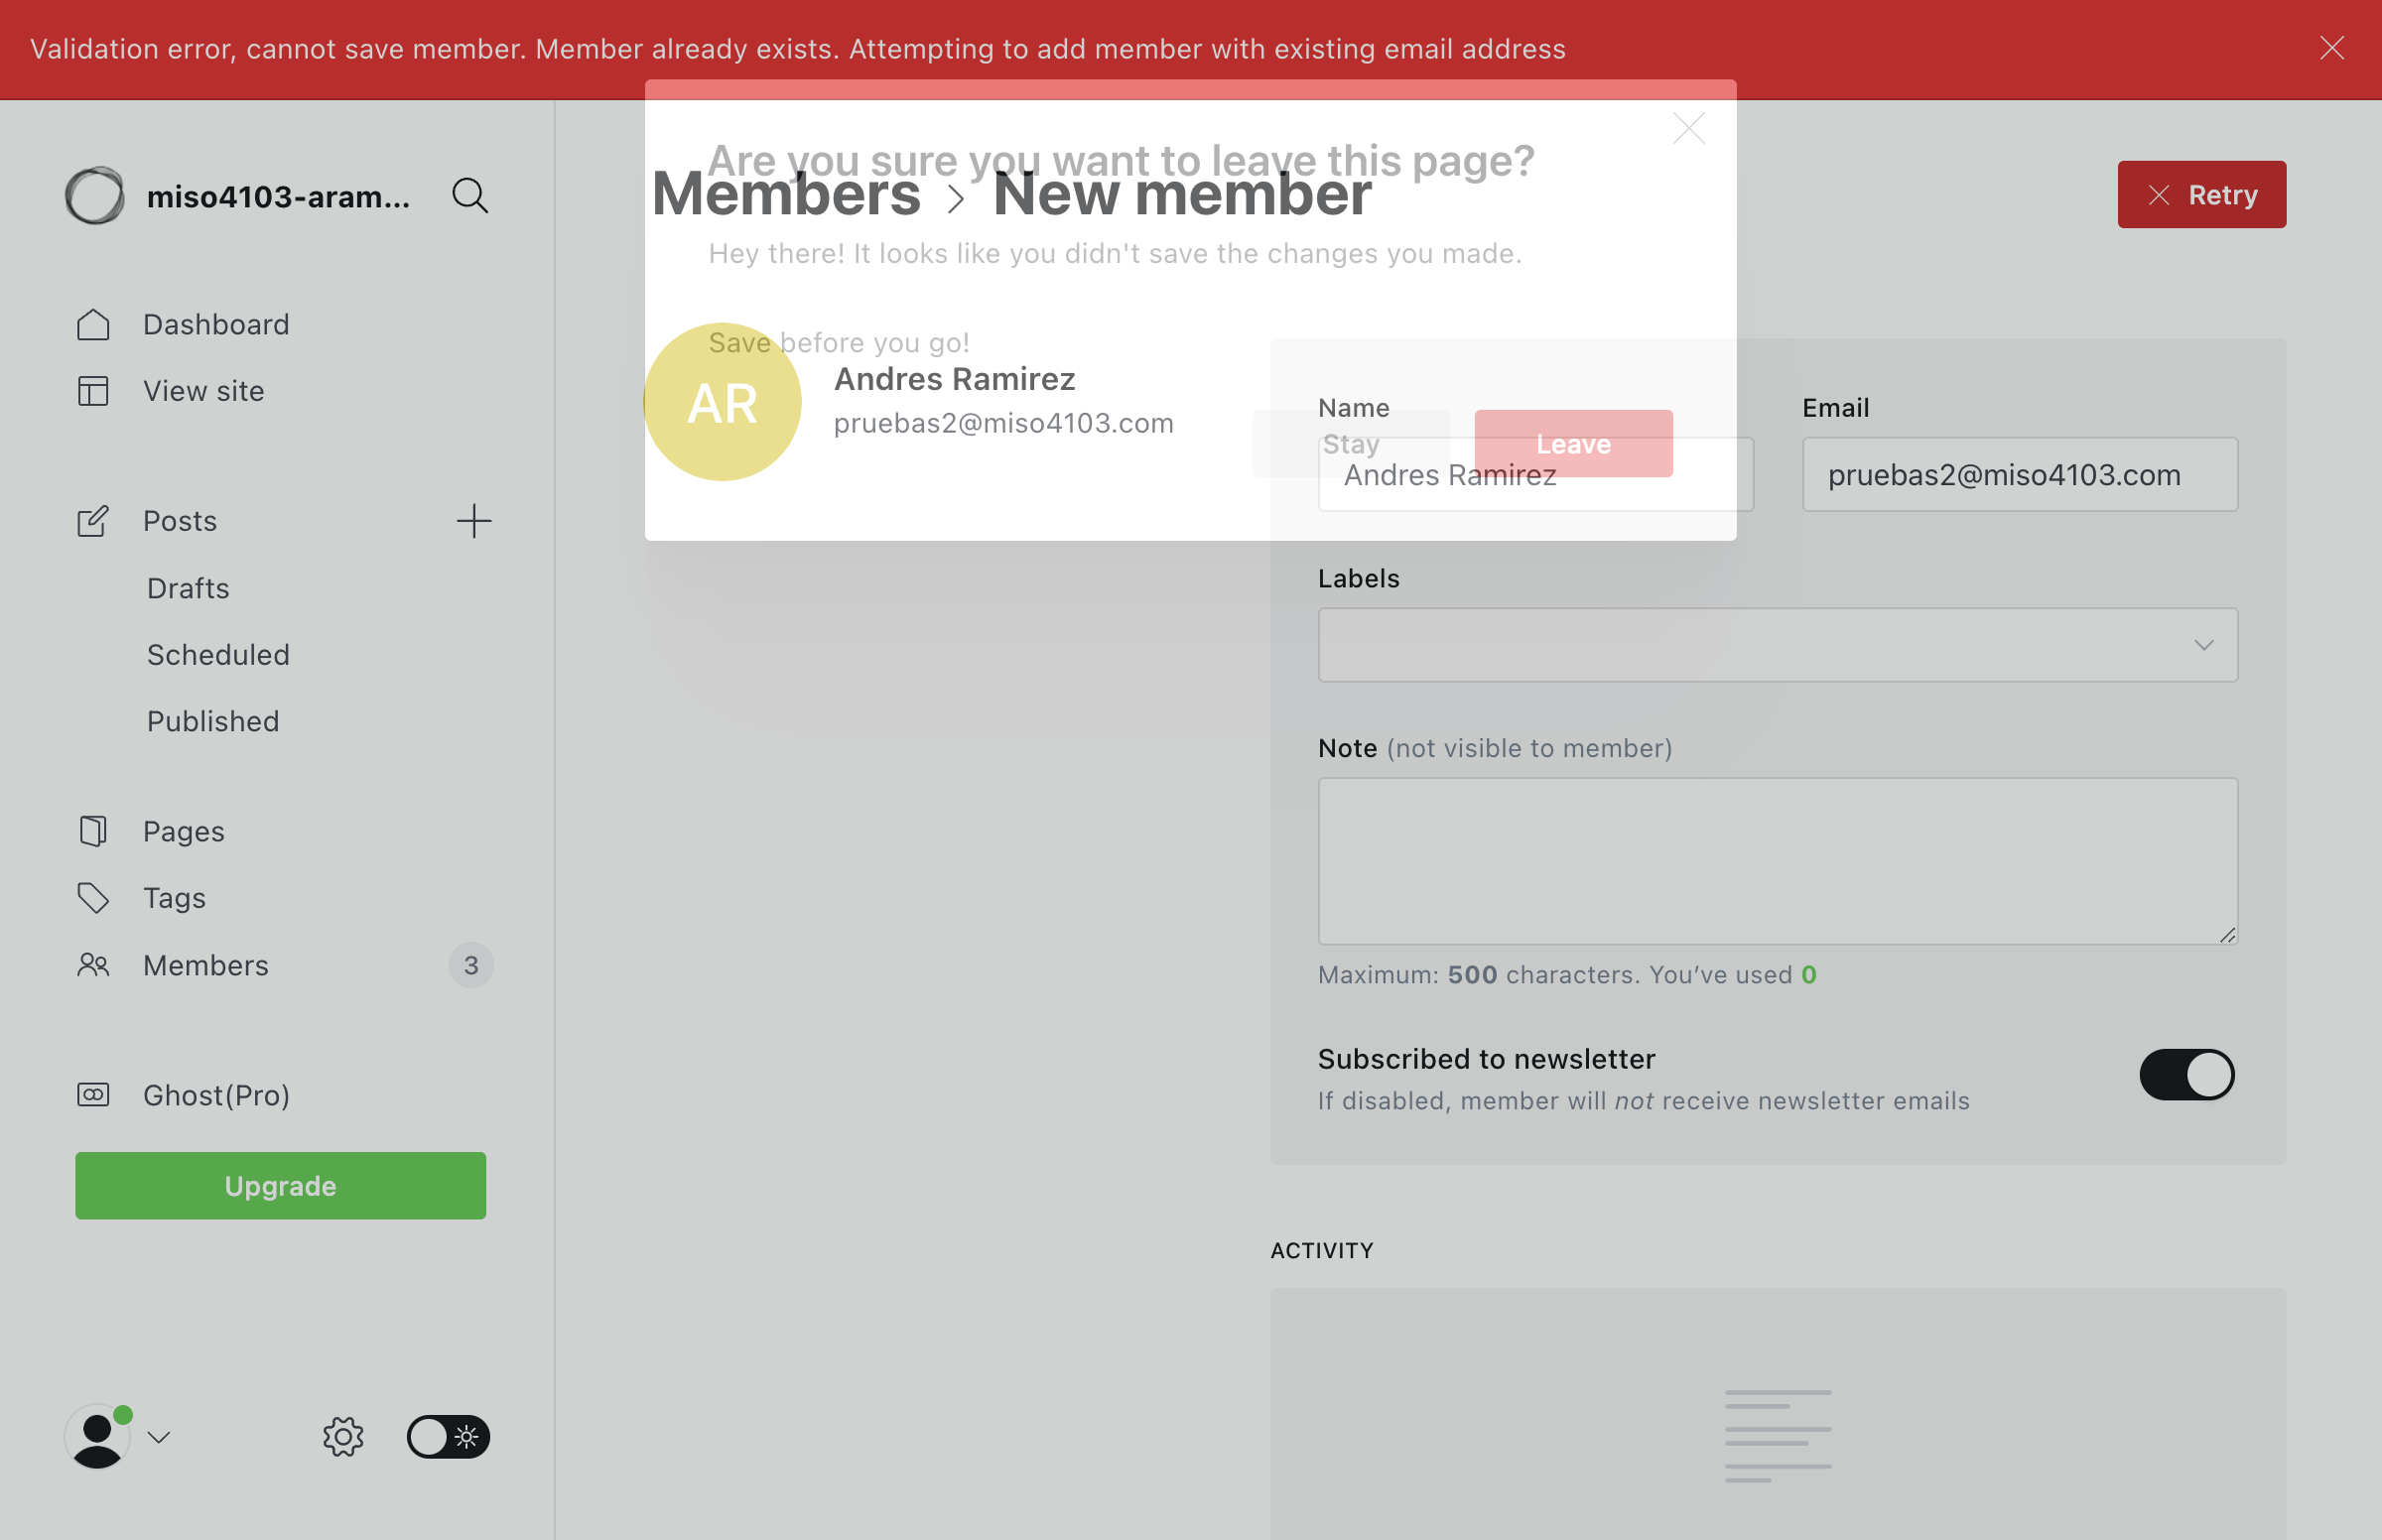 Validation error, cannot save member. Member already exists. Attempting to add member with existing email address
miso4103-aram...
Dashboard
View site
Posts
Drafts
Scheduled
Published
Pages
Tags
Members 3
Ghost(Pro)
Upgrade
Are you sure you want to leave this page?
Members > New member
Retry
Hey there! It looks like you didn't save the changes you made.
Save before you go!
AR
Andres Ramirez
pruebas2@miso4103.com
Stay
Leave
Name
Andres Ramirez
Email
pruebas2@miso4103.com
Labels
Note (not visible to member)
Maximum: 500 characters. You’ve used 0
Subscribed to newsletter
If disabled, member will not receive newsletter emails
ACTIVITY